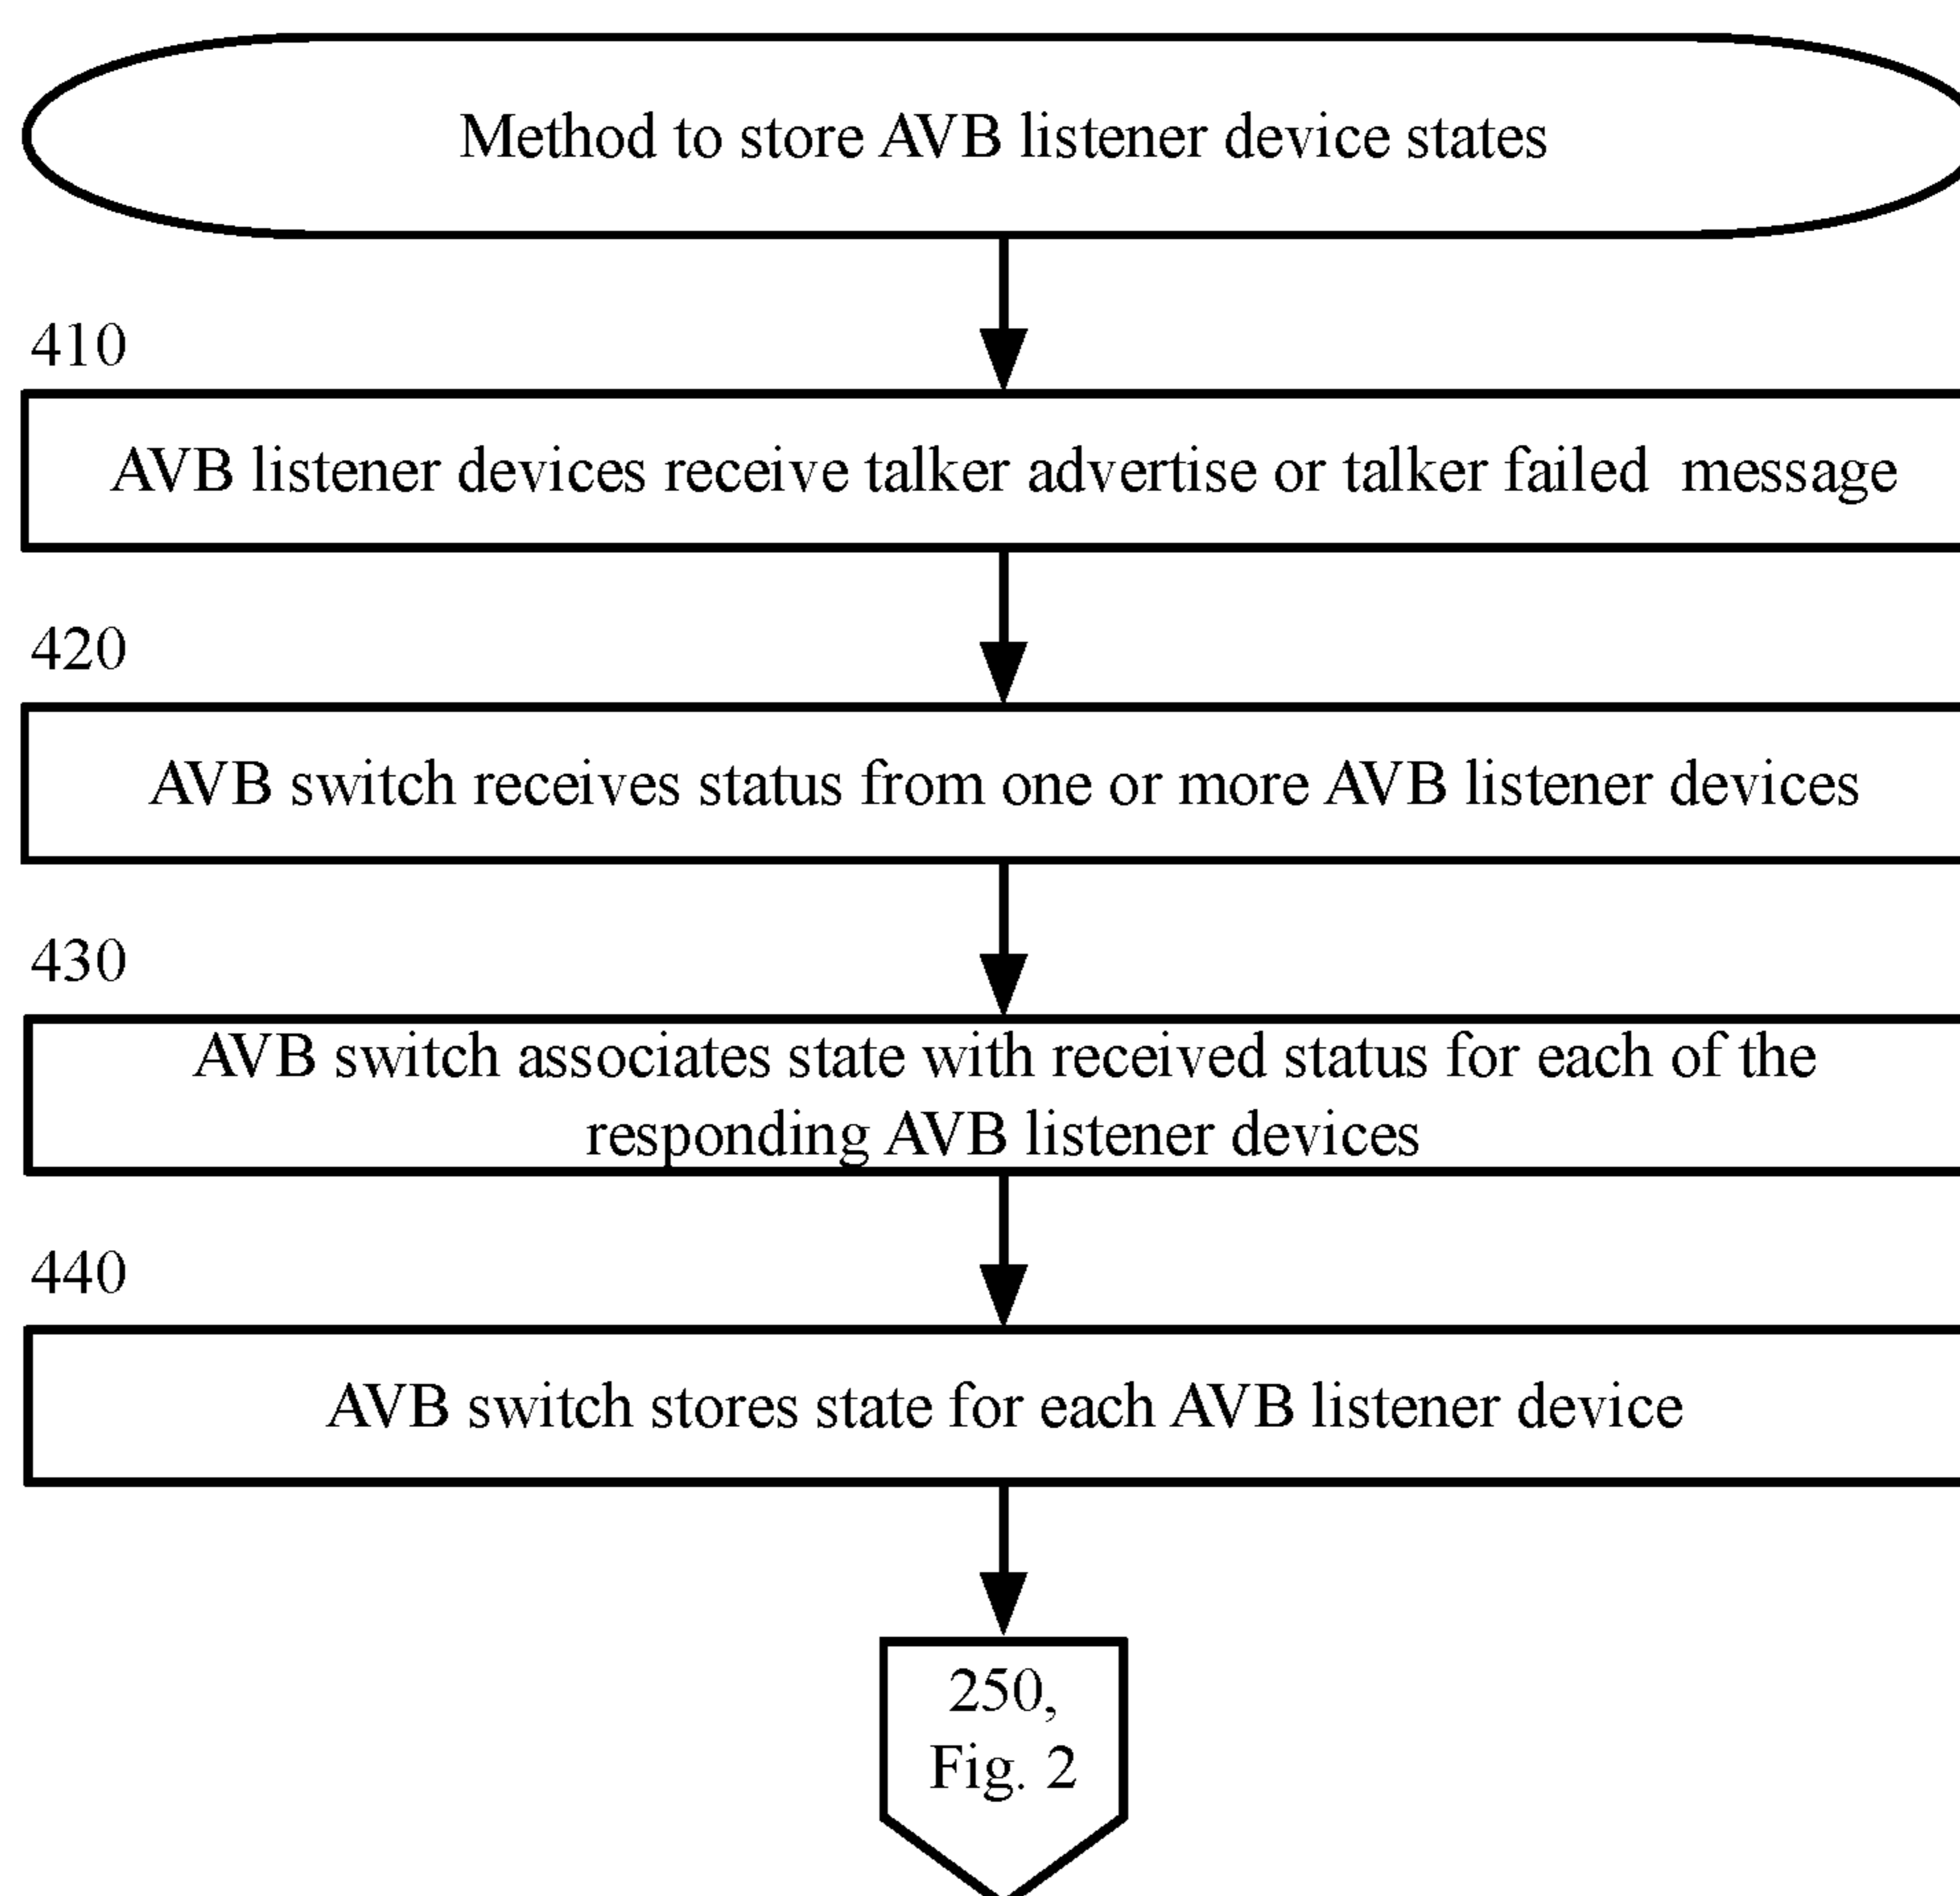 Method to store AVB listener device states
410
AVB listener devices receive talker advertise or talker failed  message
420
AVB switch receives status from one or more AVB listener devices
430
AVB switch associates state with received status for each of the
responding AVB listener devices
440
AVB switch stores state for each AVB listener device
250,
Fig. 2